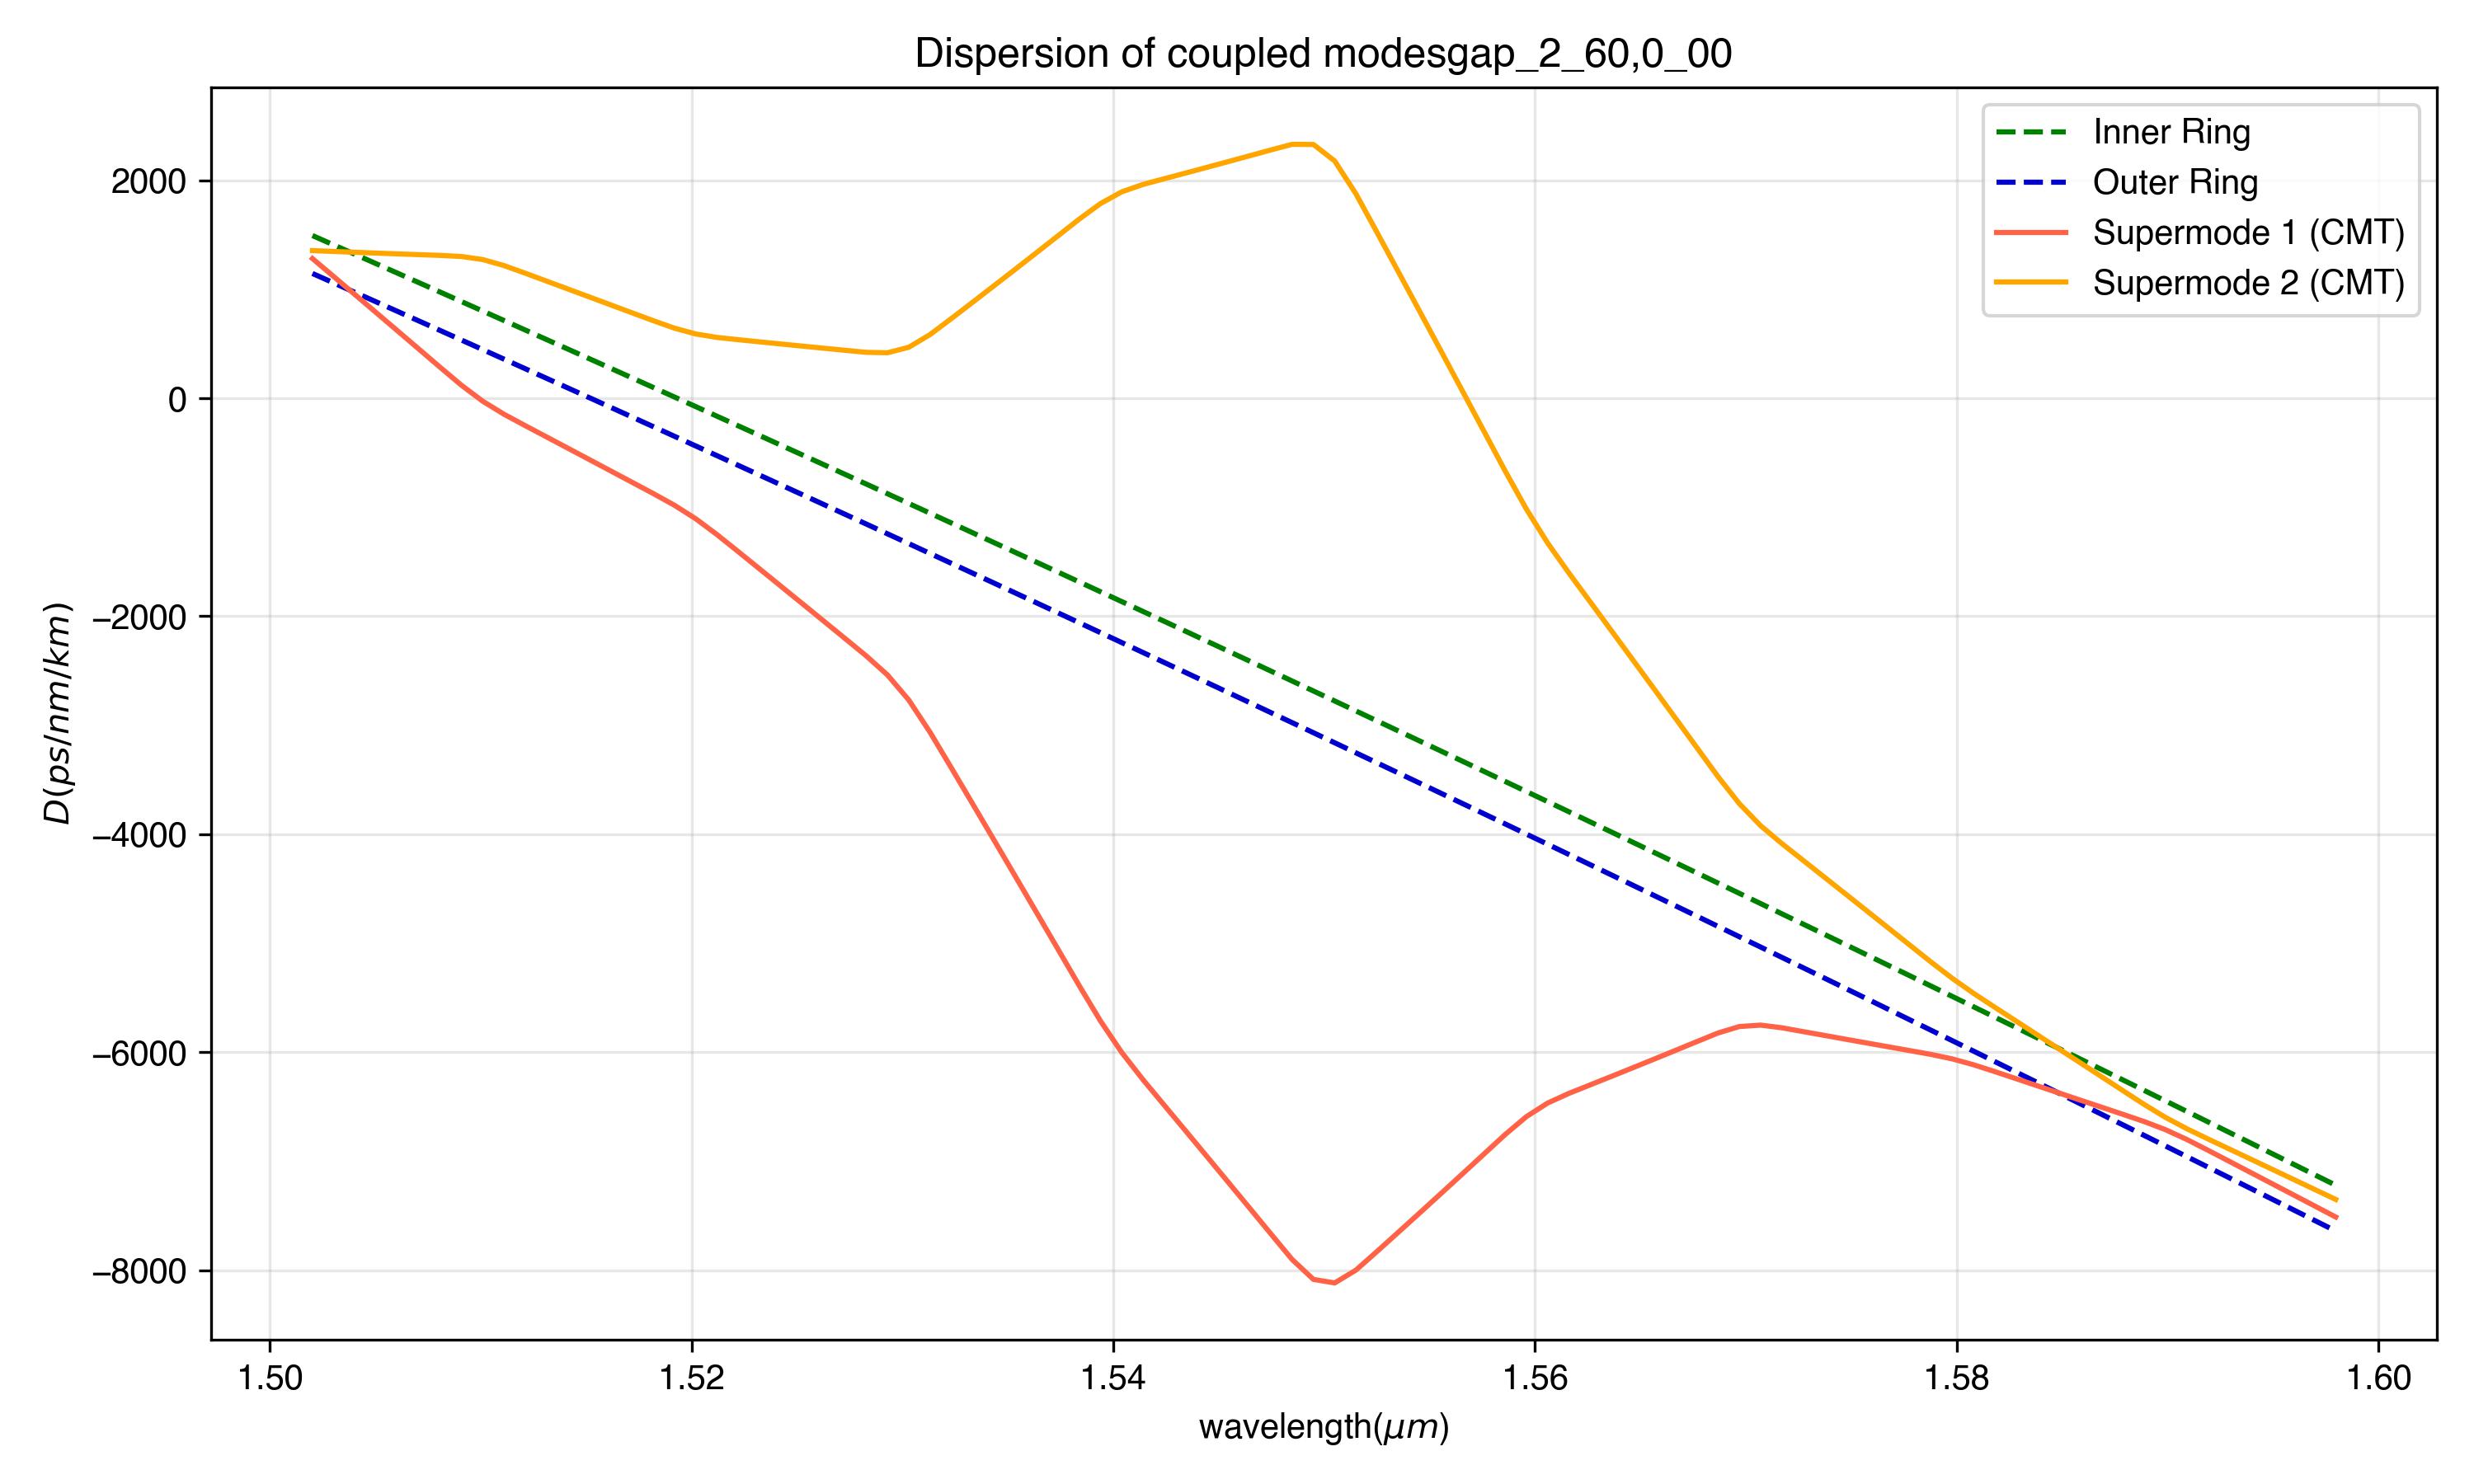 Dispersion of coupled modesgap_2_60,0_00
Inner Ring
Outer Ring
Supermode 1 (CMT)
Supermode 2 (CMT)
2000
0
−2000
−4000
−6000
−8000
D(ps/nm/km)
1.50 1.52 1.54 1.56 1.58 1.60
wavelength(μm)